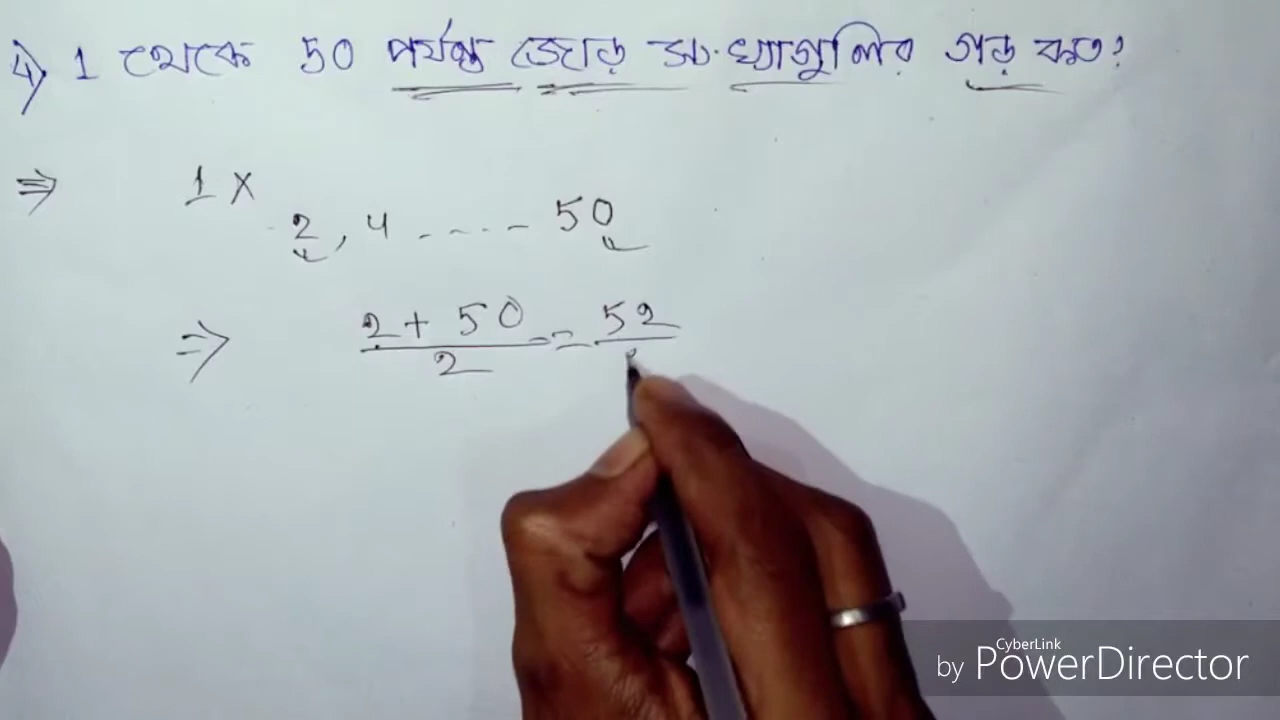 4) 1 থেকে 50 পর্যন্ত জোড় সংখ্যাগুলির গড় কত?
⇒ 1 X
2, 4 ----- 50
⇒ 2 + 50 / 2 = 52 /
CyberLink
by PowerDirector